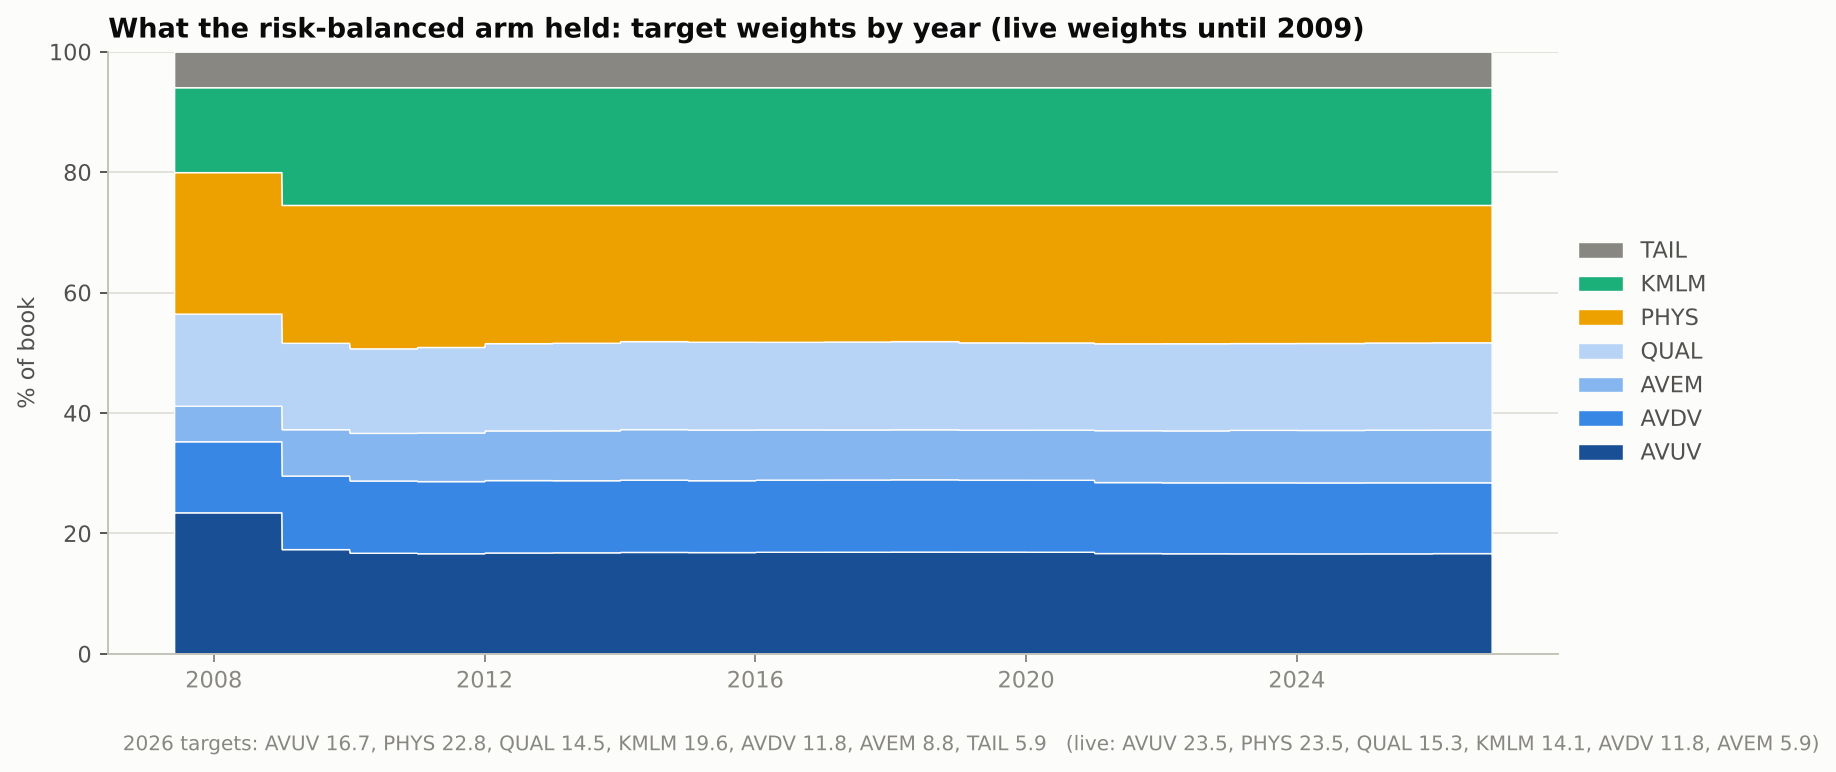 What the risk-balanced arm held: target weights by year (live weights until 2009)
% of book
100
80
60
40
20
0
2008 2012 2016 2020 2024
TAIL
KMLM
PHYS
QUAL
AVEM
AVDV
AVUV
2026 targets: AVUV 16.7, PHYS 22.8, QUAL 14.5, KMLM 19.6, AVDV 11.8, AVEM 8.8, TAIL 5.9 (live: AVUV 23.5, PHYS 23.5, QUAL 15.3, KMLM 14.1, AVDV 11.8, AVEM 5.9)